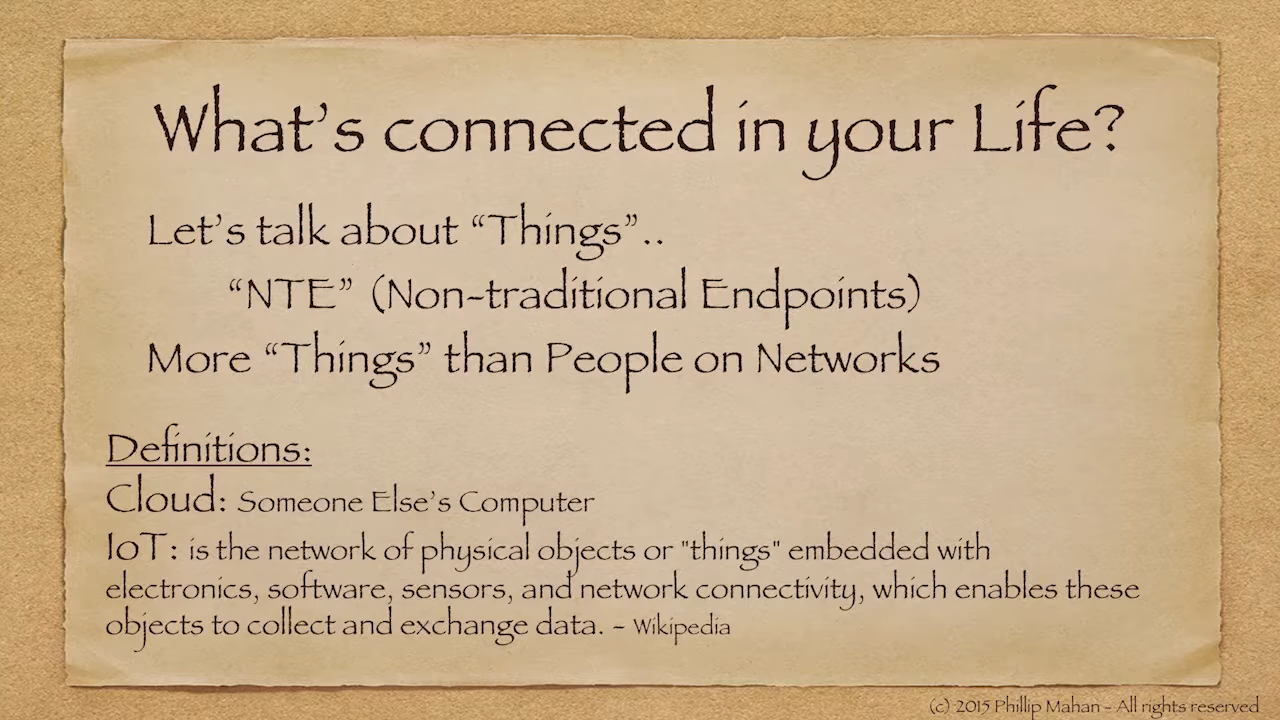 What's connected in your Life?
Let's talk about “Things”..
“NTE” (Non-traditional Endpoints)
More “Things” than People on Networks
Definitions:
Cloud: Someone Else's Computer
IoT: is the network of physical objects or "things" embedded with
electronics, software, sensors, and network connectivity, which enables these
objects to collect and exchange data. - Wikipedia
(c) 2015 Phillip Mahan - All rights reserved